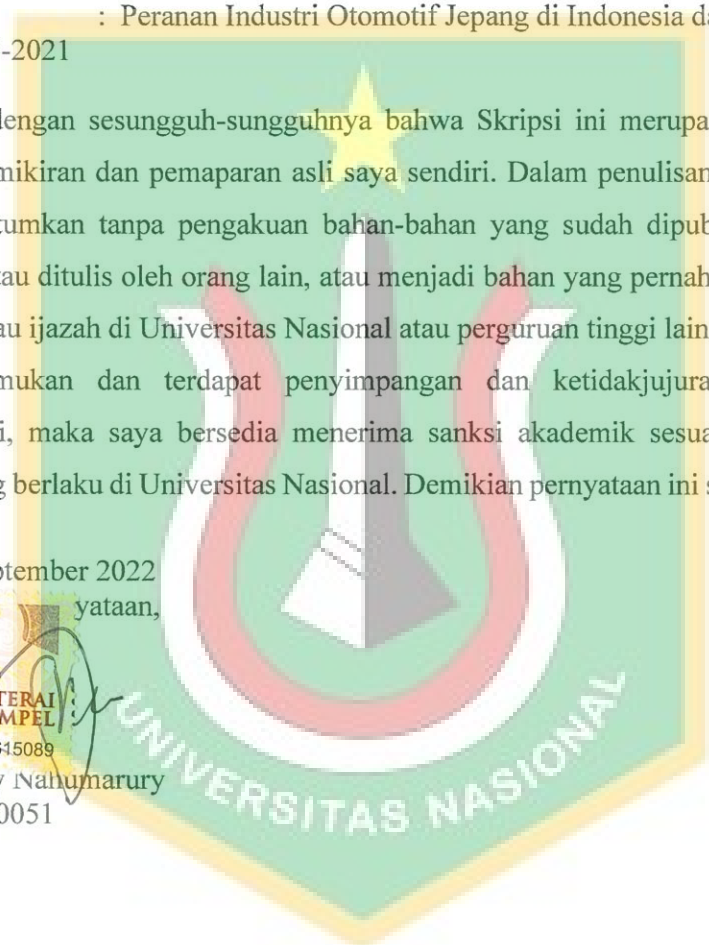 : Peranan Industri Otomotif Jepang di Indonesia da
-2021
dengan sesungguh-sungguhnya bahwa Skripsi ini merupa
mikiran dan pemaparan asli saya sendiri. Dalam penulisan
tumkan tanpa pengakuan bahan-bahan yang sudah dipub
tau ditulis oleh orang lain, atau menjadi bahan yang pernah
au ijazah di Universitas Nasional atau perguruan tinggi lain
mukan dan terdapat penyimpangan dan ketidakjujura
i, maka saya bersedia menerima sanksi akademik sesua
g berlaku di Universitas Nasional. Demikian pernyataan ini s
ptember 2022
yataan,
TERAI
MPEL
515089
y Nahumarury
0051
UNIVERSITAS NASIONAL